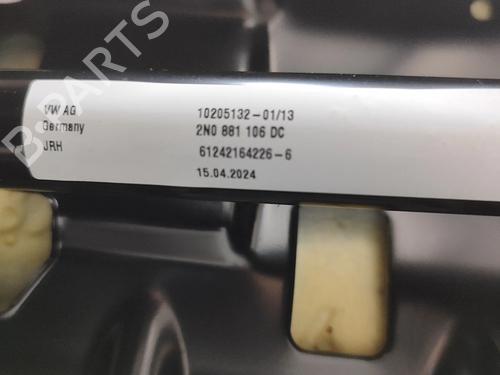 B-PARTS
VW AG 10205132-01/13
Germany 2N0 881 106 DC
JRH 61242164226-6
15.04.2024